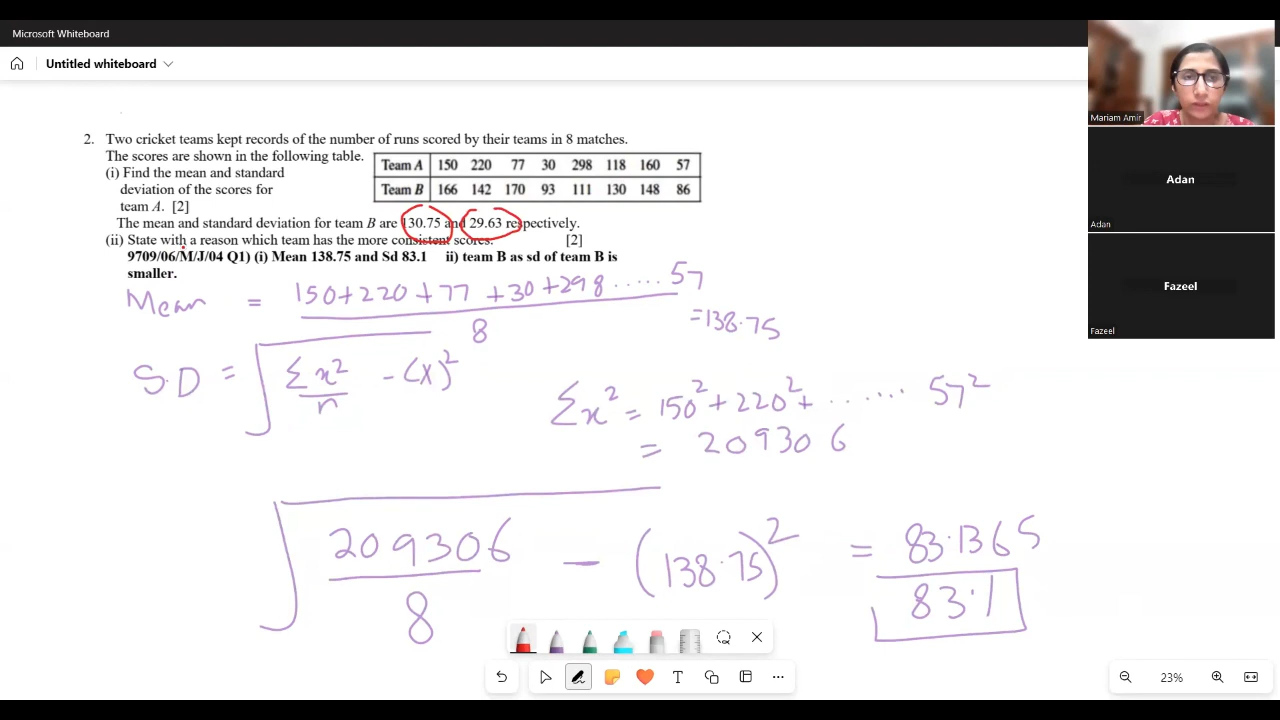 Microsoft Whiteboard
Untitled whiteboard
2. Two cricket teams kept records of the number of runs scored by their teams in 8 matches.
The scores are shown in the following table.
(i) Find the mean and standard
deviation of the scores for
team A. [2]
Team A 150 220 77 30 298 118 160 57
Team B 166 142 170 93 111 130 148 86
The mean and standard deviation for team B are 130.75 and 29.63 respectively.
(ii) State with a reason which team has the more consistent scores. [2]
9709/06/M/J/04 Q1) (i) Mean 138.75 and Sd 83.1 ii) team B as sd of team B is
smaller.
Mean = 150+220+77+30+298......57
8
=138.75
S.D = √ Σx²/n - (x)²
Σx² = 150²+220²+......57²
= 209306
√ 209306/8 - (138.75)² = 83.1365
83.1
Mariam Amir
Adan
Adan
Fazeel
Fazeel
T
23%